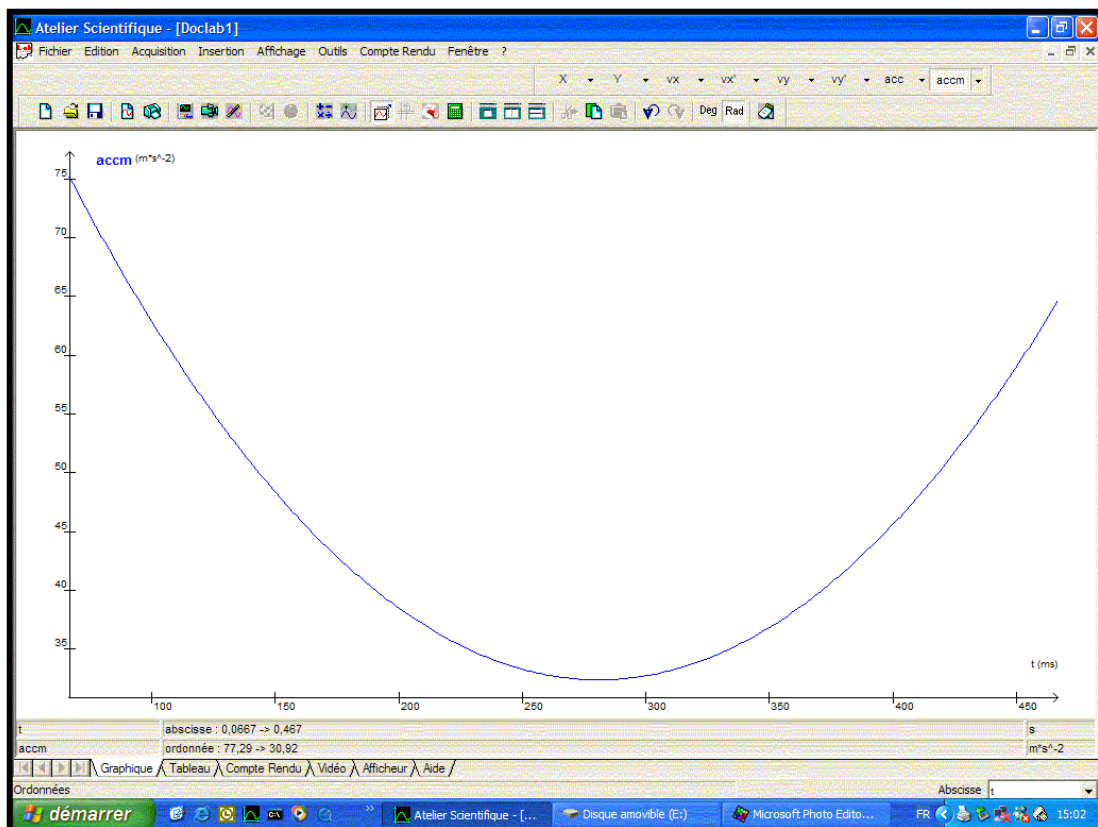 Atelier Scientifique - [Doclab1]
Fichier Edition Acquisition Insertion Affichage Outils Compte Rendu Fenêtre ?
X Y vx vx' vy vy' acc accm
Deg Rad
accm (m*s^-2)
75
70
65
60
55
50
45
40
35
t (ms)
100 150 200 250 300 350 400 450
t abscisse : 0,0667 -> 0,467 s
accm ordonnée : 77,29 -> 30,92 m*s^-2
Graphique Tableau Compte Rendu Vidéo Afficheur Aide
Ordonnées Abscisse t
démarrer Atelier Scientifique - [... Disque amovible (E:) Microsoft Photo Edito... FR 15:02